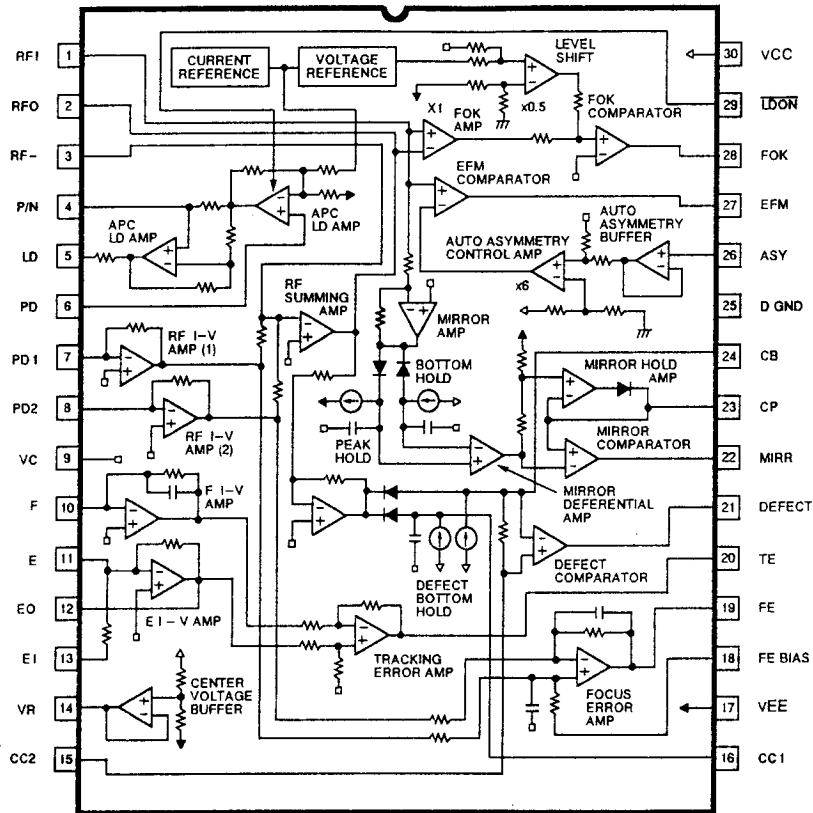 RFI 1
RFO 2
RF- 3
P/N 4
LD 5
PD 6
PD1 7
PD2 8
VC 9
F 10
E 11
EO 12
EI 13
VR 14
CC2 15
30 VCC
29 LDON
28 FOK
27 EFM
26 ASY
25 D GND
24 CB
23 CP
22 MIRR
21 DEFECT
20 TE
19 FE
18 FE BIAS
17 VEE
16 CC1
CURRENT
REFERENCE
VOLTAGE
REFERENCE
LEVEL
SHIFT
x0.5
X1
FOK
AMP
FOK COMPARATOR
EFM
COMPARATOR
APC
LD AMP
APC
LD AMP
AUTO
ASYMMETRY
BUFFER
AUTO ASYMMETRY
CONTROL AMP
x6
RF
SUMMING
AMP
MIRROR
AMP
RF I-V
AMP (1)
BOTTOM
HOLD
MIRROR HOLD
AMP
RF I-V
AMP (2)
PEAK
HOLD
MIRROR
COMPARATOR
MIRROR
DEFERENTIAL
AMP
F I-V
AMP
DEFECT
BOTTOM
HOLD
DEFECT
COMPARATOR
E I-V AMP
TRACKING
ERROR AMP
CENTER
VOLTAGE
BUFFER
FOCUS
ERROR
AMP